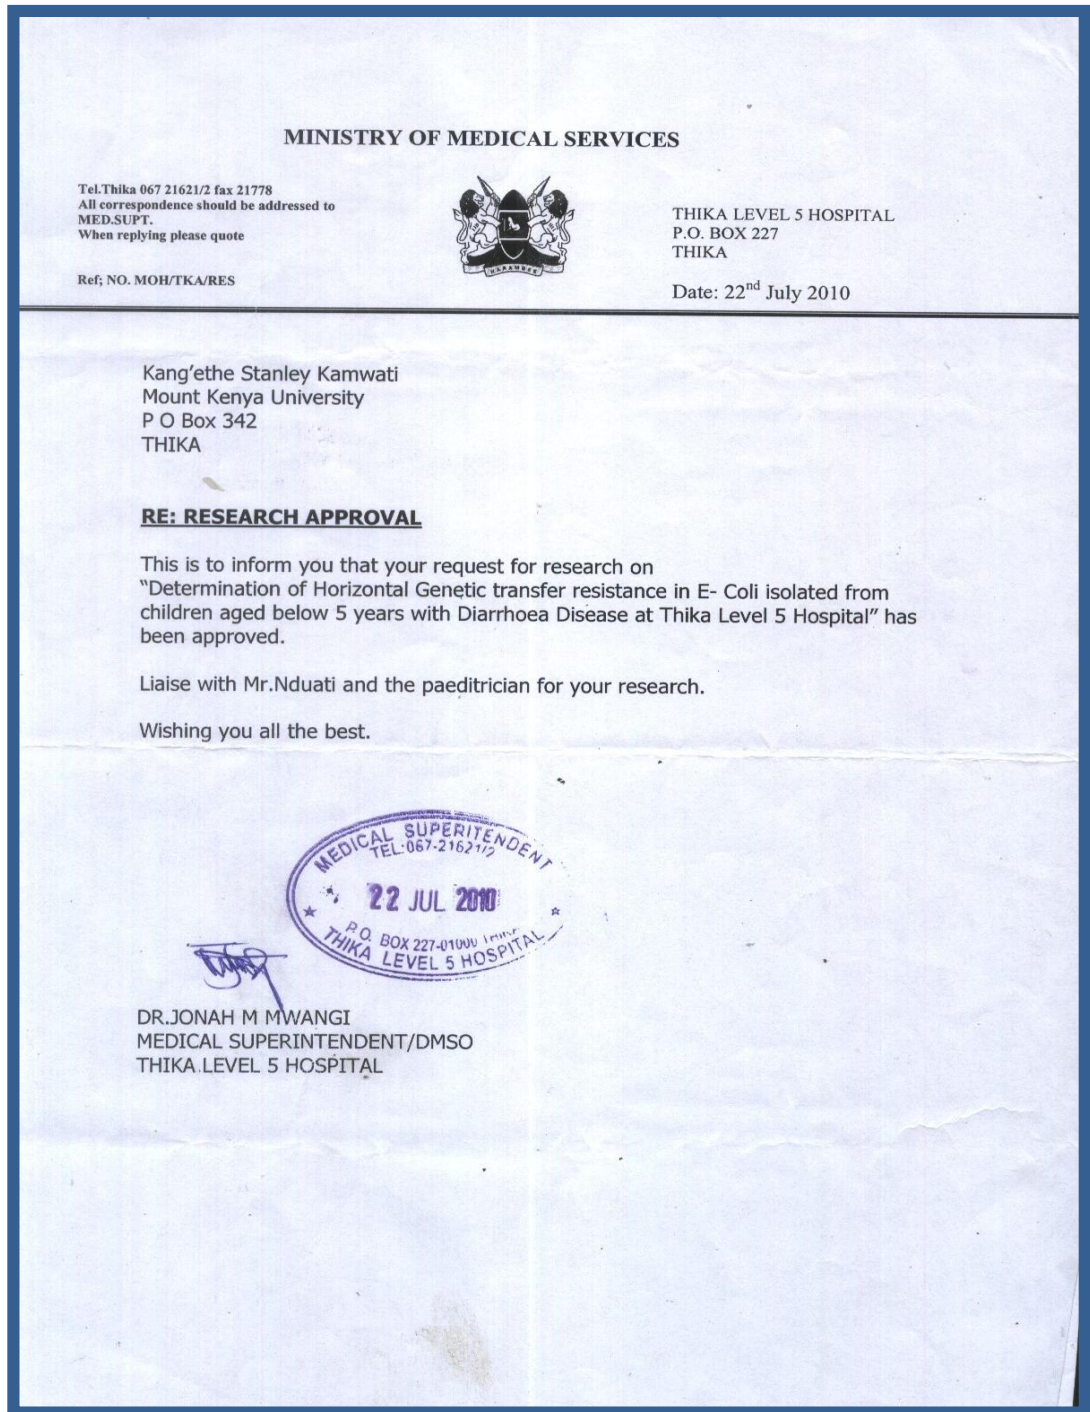 MINISTRY OF MEDICAL SERVICES
Tel.Thika 067 21621/2 fax 21778
All correspondence should be addressed to
MED.SUPT.
When replying please quote
Ref; NO. MOH/TKA/RES
HARAMBEE
THIKA LEVEL 5 HOSPITAL
P.O. BOX 227
THIKA
Date: 22nd July 2010
Kang'ethe Stanley Kamwati
Mount Kenya University
P O Box 342
THIKA
RE: RESEARCH APPROVAL
This is to inform you that your request for research on
"Determination of Horizontal Genetic transfer resistance in E- Coli isolated from
children aged below 5 years with Diarrhoea Disease at Thika Level 5 Hospital" has
been approved.
Liaise with Mr.Nduati and the paeditrician for your research.
Wishing you all the best.
MEDICAL SUPERITENDENT
TEL:067-21621/2
22 JUL 2010
P.O. BOX 227-01000 THIKA
THIKA LEVEL 5 HOSPITAL
DR.JONAH M MWANGI
MEDICAL SUPERINTENDENT/DMSO
THIKA LEVEL 5 HOSPITAL